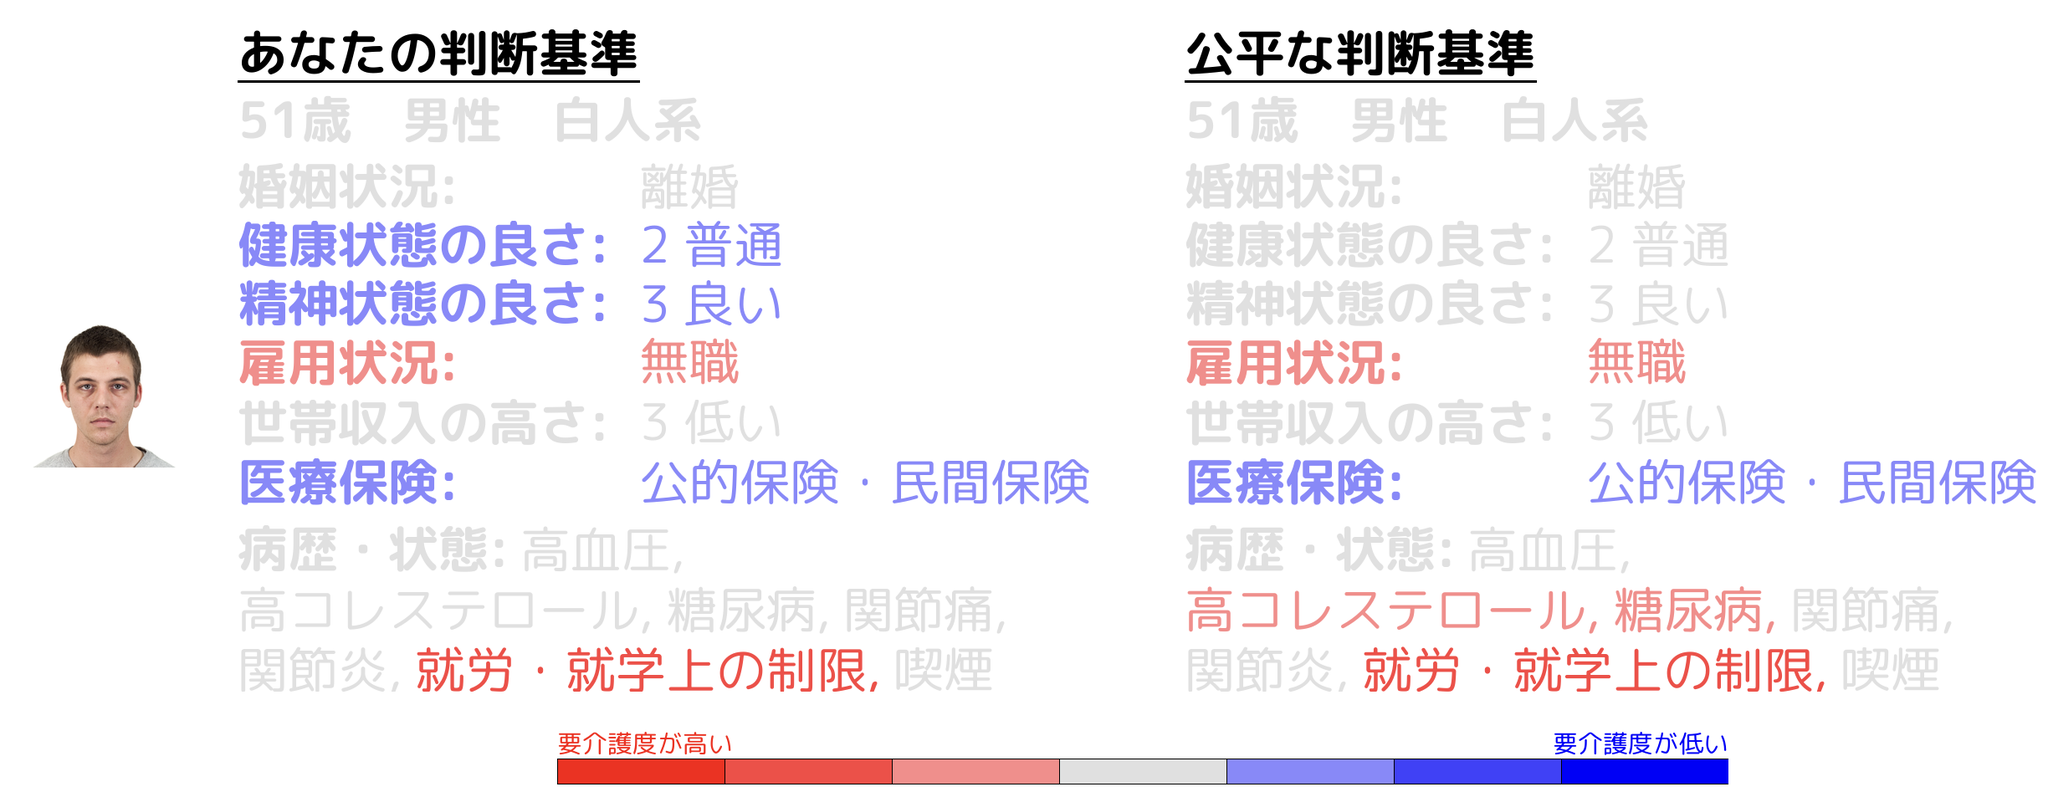 あなたの判断基準
51歳　男性　白人系
婚姻状況: 離婚
健康状態の良さ: 2 普通
精神状態の良さ: 3 良い
雇用状況: 無職
世帯収入の高さ: 3 低い
医療保険: 公的保険・民間保険
病歴・状態: 高血圧,
高コレステロール, 糖尿病, 関節痛,
関節炎, 就労・就学上の制限, 喫煙
公平な判断基準
51歳　男性　白人系
婚姻状況: 離婚
健康状態の良さ: 2 普通
精神状態の良さ: 3 良い
雇用状況: 無職
世帯収入の高さ: 3 低い
医療保険: 公的保険・民間保険
病歴・状態: 高血圧,
高コレステロール, 糖尿病, 関節痛,
関節炎, 就労・就学上の制限, 喫煙
要介護度が高い
要介護度が低い